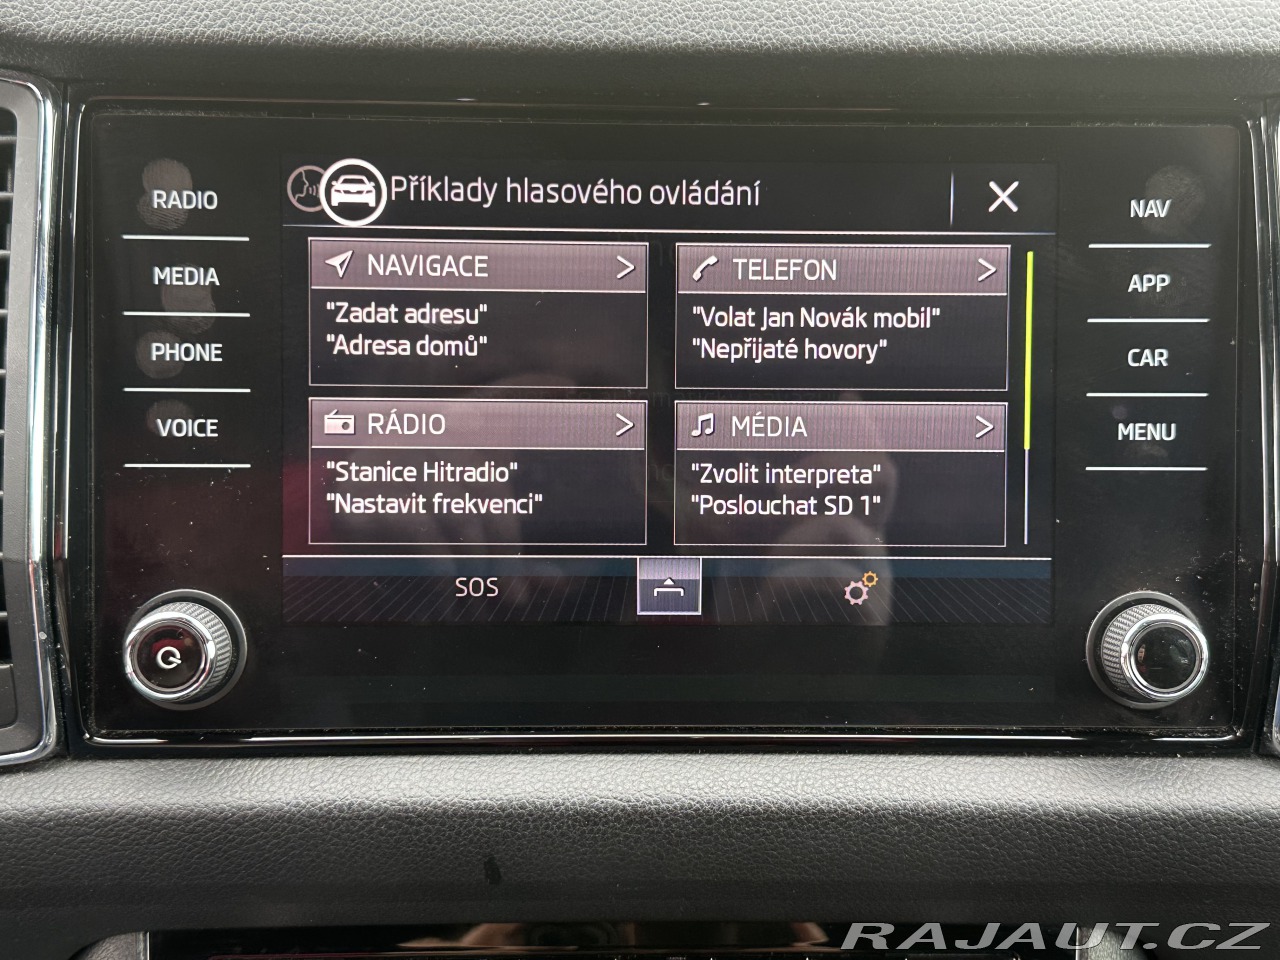 RADIO
MEDIA
PHONE
VOICE
Příklady hlasového ovládání
NAVIGACE
"Zadat adresu"
"Adresa domů"
TELEFON
"Volat Jan Novák mobil"
"Nepřijaté hovory"
RÁDIO
"Stanice Hitradio"
"Nastavit frekvenci"
MÉDIA
"Zvolit interpreta"
"Poslouchat SD 1"
SOS
NAV
APP
CAR
MENU
RAJAUT.CZ